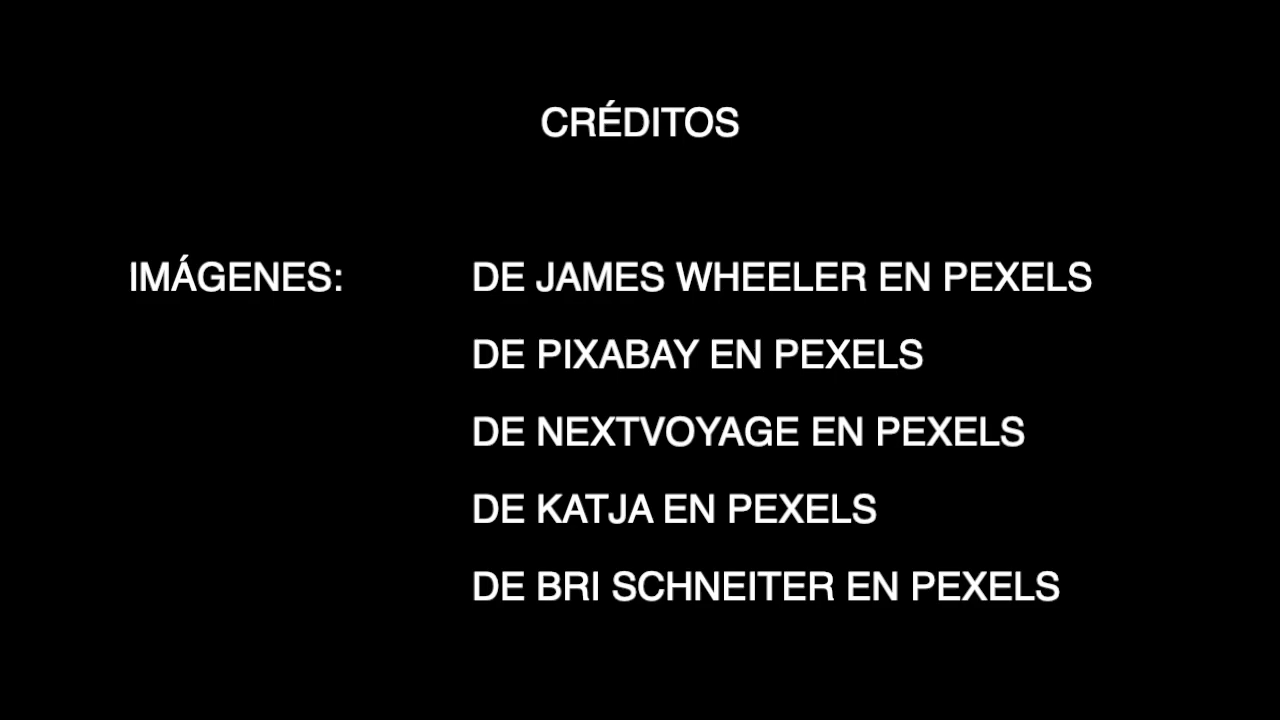 CRÉDITOS
IMÁGENES: DE JAMES WHEELER EN PEXELS
DE PIXABAY EN PEXELS
DE NEXTVOYAGE EN PEXELS
DE KATJA EN PEXELS
DE BRI SCHNEITER EN PEXELS